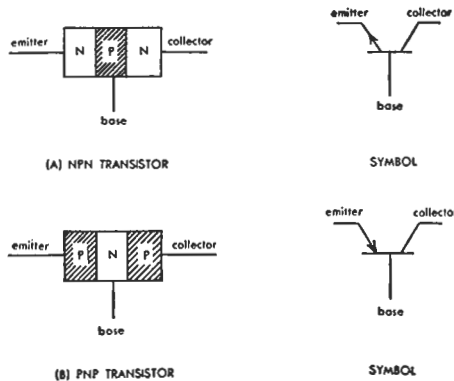 emitter collector
emitter N P N collector
base
base
(A) NPN TRANSISTOR SYMBOL
emitter collecto
emitter P N P collector
base
base
(B) PNP TRANSISTOR SYMBOL